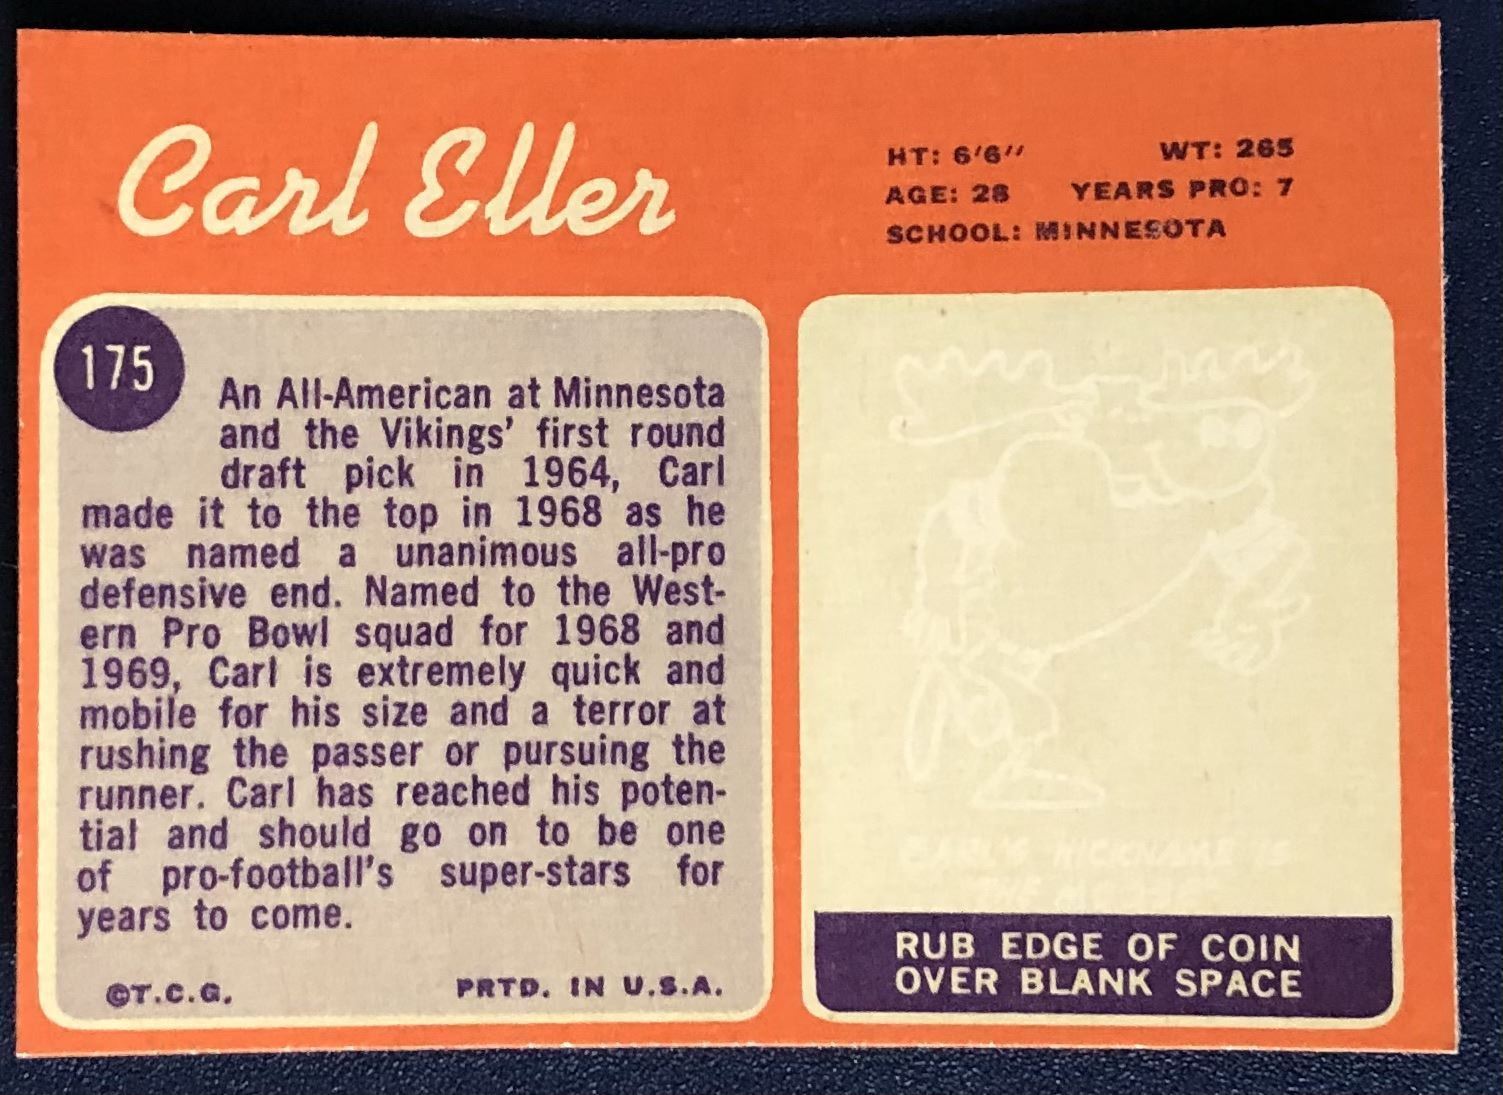 Carl Eller
HT: 6'6" WT: 265
AGE: 28 YEARS PRO: 7
SCHOOL: MINNESOTA
175
An All-American at Minnesota
and the Vikings' first round
draft pick in 1964, Carl
made it to the top in 1968 as he
was named a unanimous all-pro
defensive end. Named to the West-
ern Pro Bowl squad for 1968 and
1969, Carl is extremely quick and
mobile for his size and a terror at
rushing the passer or pursuing the
runner. Carl has reached his poten-
tial and should go on to be one
of pro-football's super-stars for
years to come.
©T.C.G. PRTD. IN U.S.A.
CARL'S NICKNAME IS
THE
RUB EDGE OF COIN
OVER BLANK SPACE